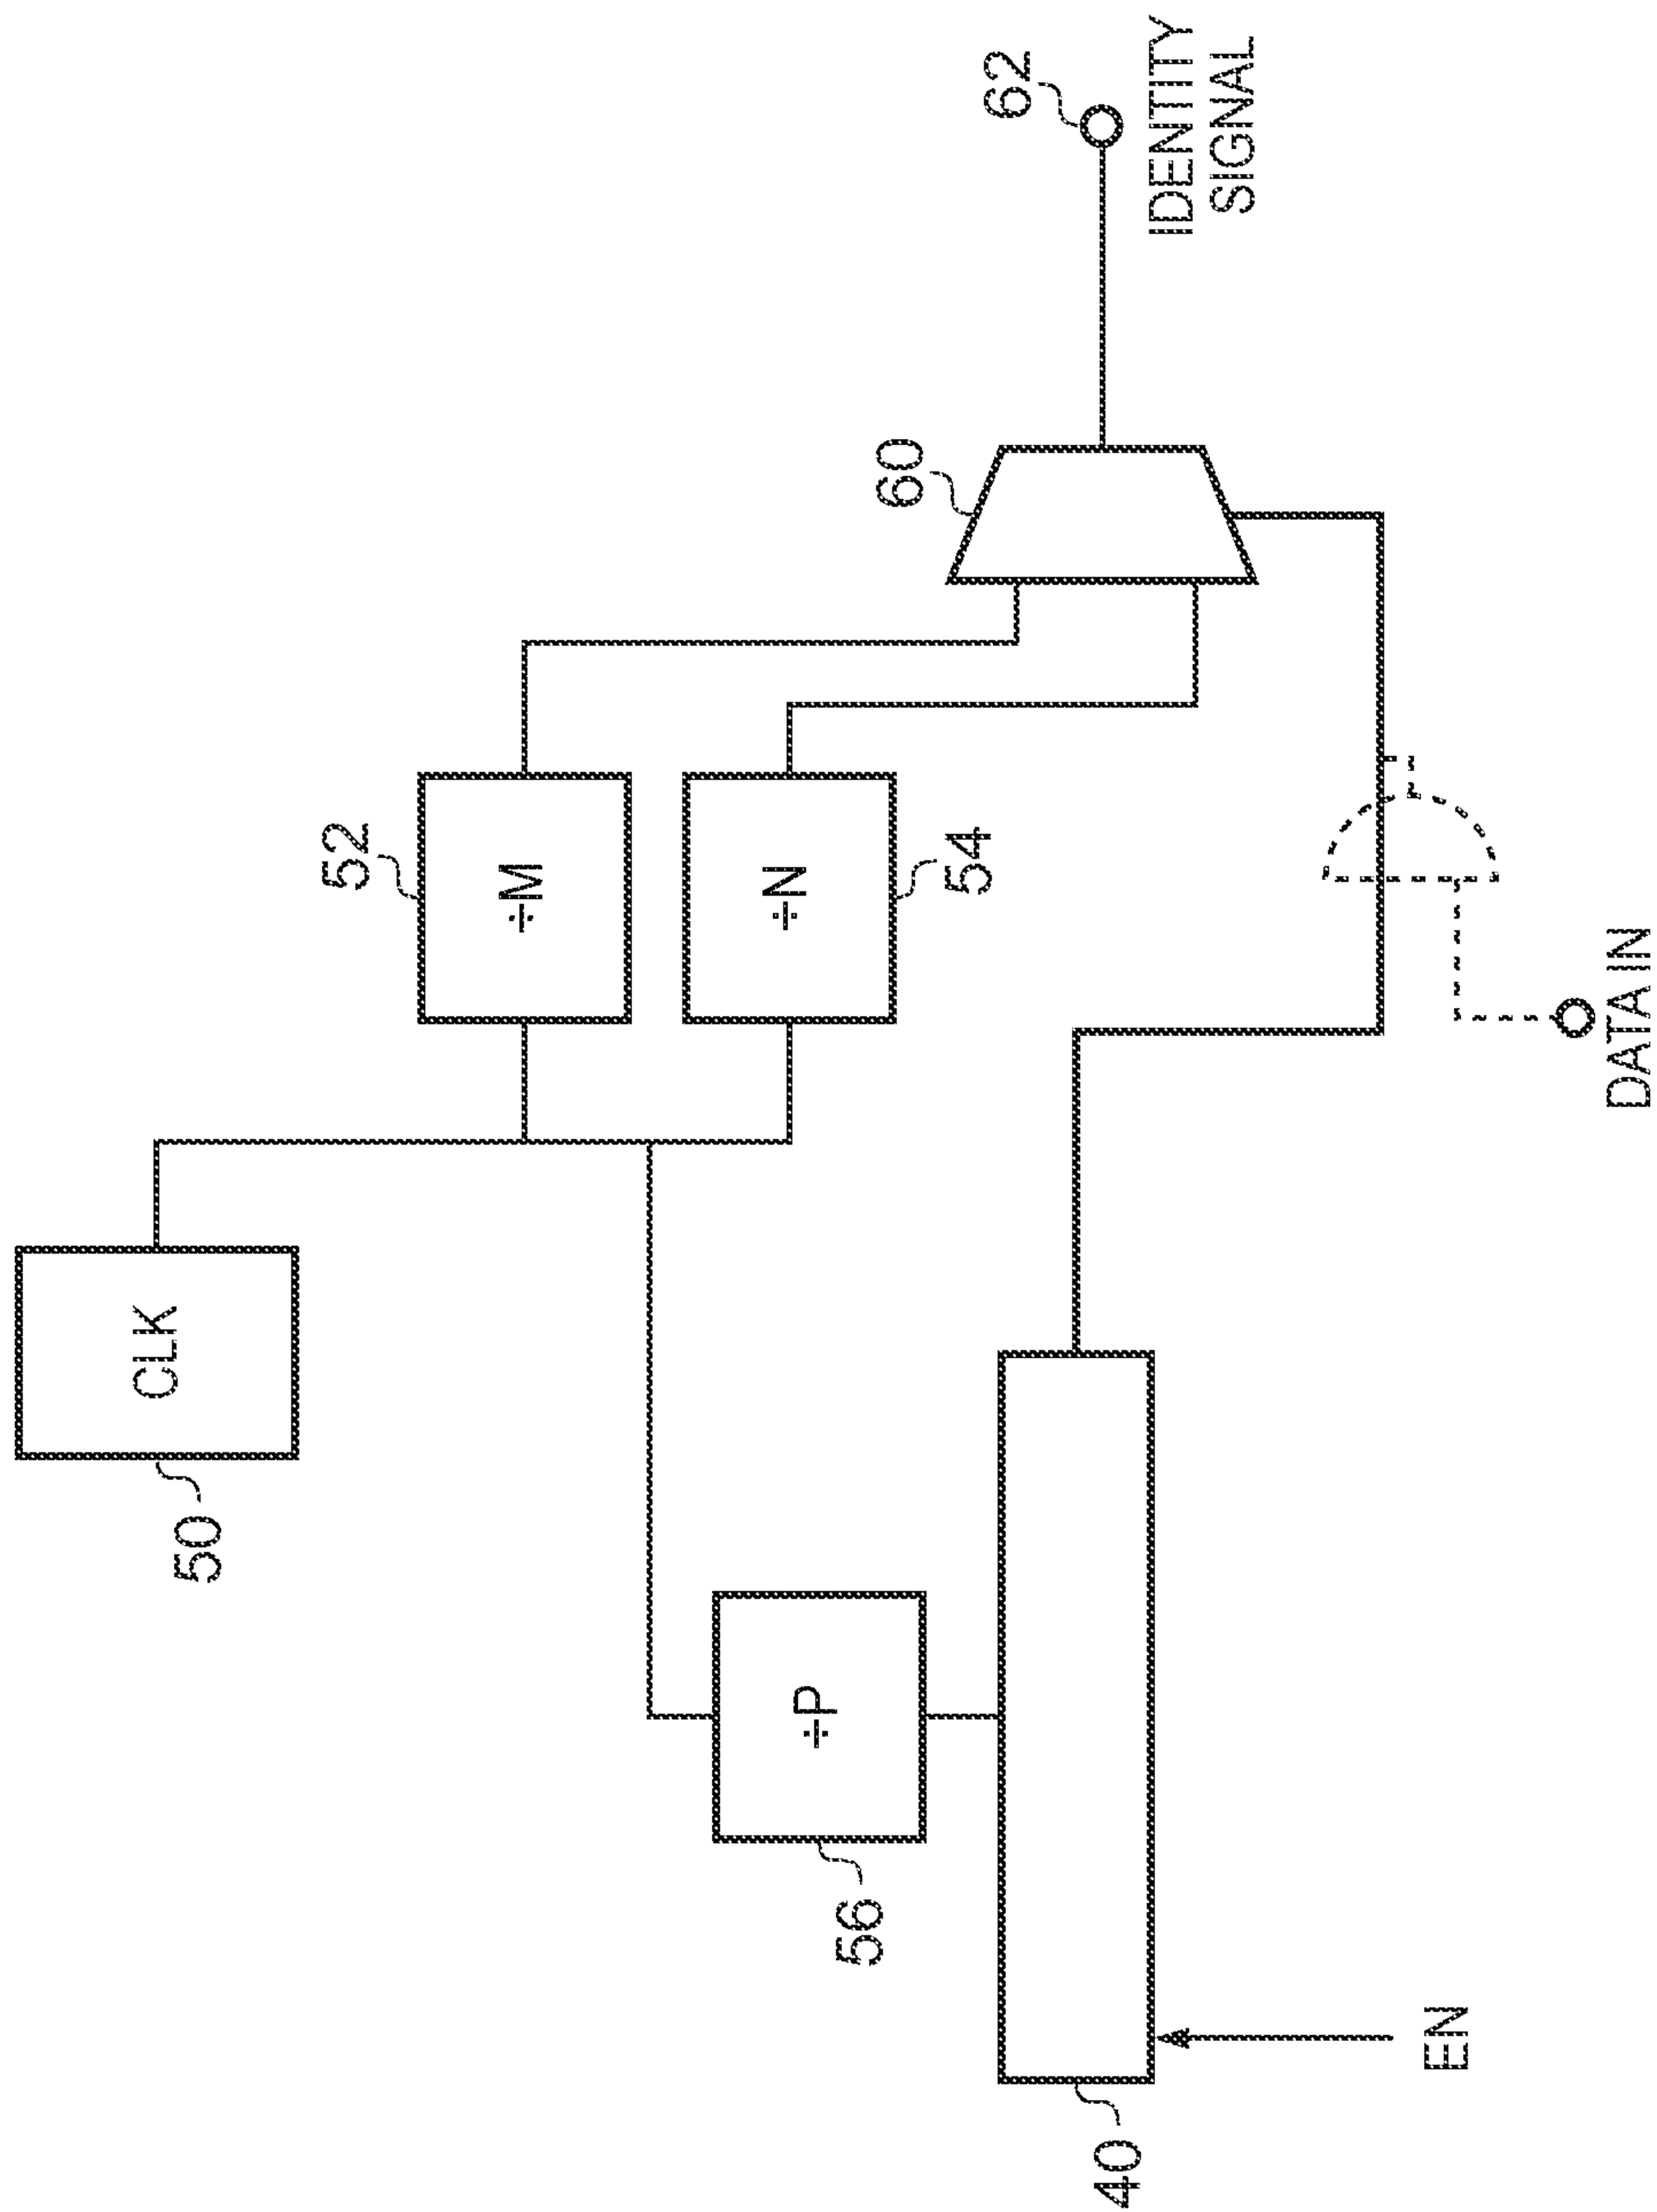 50
CLK
52
÷M
÷N
54
56
÷P
40
EN
60
62
IDENTITY
SIGNAL
DATA IN